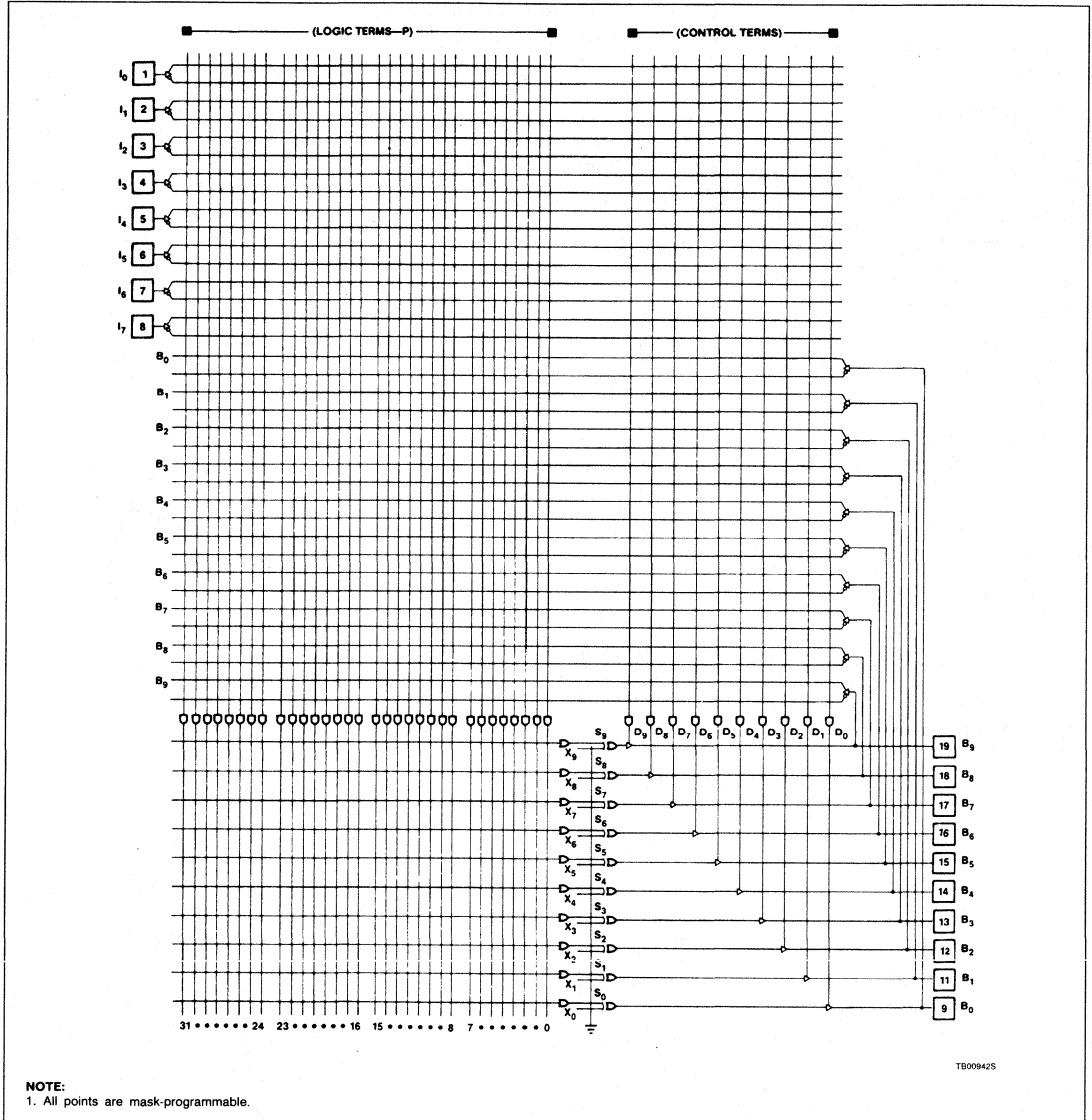 (LOGIC TERMS—P) (CONTROL TERMS)
I0 1
I1 2
I2 3
I3 4
I4 5
I5 6
I6 7
I7 8
B0
B1
B2
B3
B4
B5
B6
B7
B8
B9
D9 D8 D7 D6 D5 D4 D3 D2 D1 D0
S9
X9
19 B9
S8
X8
18 B8
S7
X7
17 B7
S6
X6
16 B6
S5
X5
15 B5
S4
X4
14 B4
S3
X3
13 B3
S2
X2
12 B2
S1
X1
11 B1
S0
X0
9 B0
31 24 23 16 15 8 7 0
TB00942S
NOTE:
1. All points are mask-programmable.